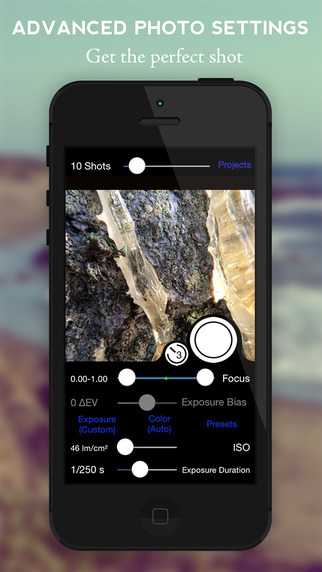 ADVANCED PHOTO SETTINGS
Get the perfect shot
10 Shots Projects
3
0.00-1.00 Focus
0 ΔEV Exposure Bias
Exposure (Custom) Color (Auto) Presets
46 lm/cm² ISO
1/250 s Exposure Duration